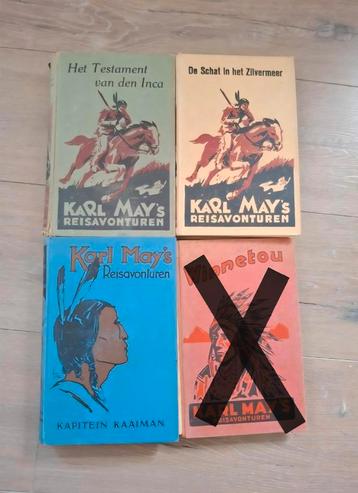 Het Testament
van den Inca
KARL MAY'S
REISAVONTUREN
De Schat in het Zilvermeer
KARL MAY'S
REISAVONTUREN
Karl May's
Reisavonturen
KAPITEIN KAAIMAN
Winnetou
KARL MAY'S
REISAVONTUREN